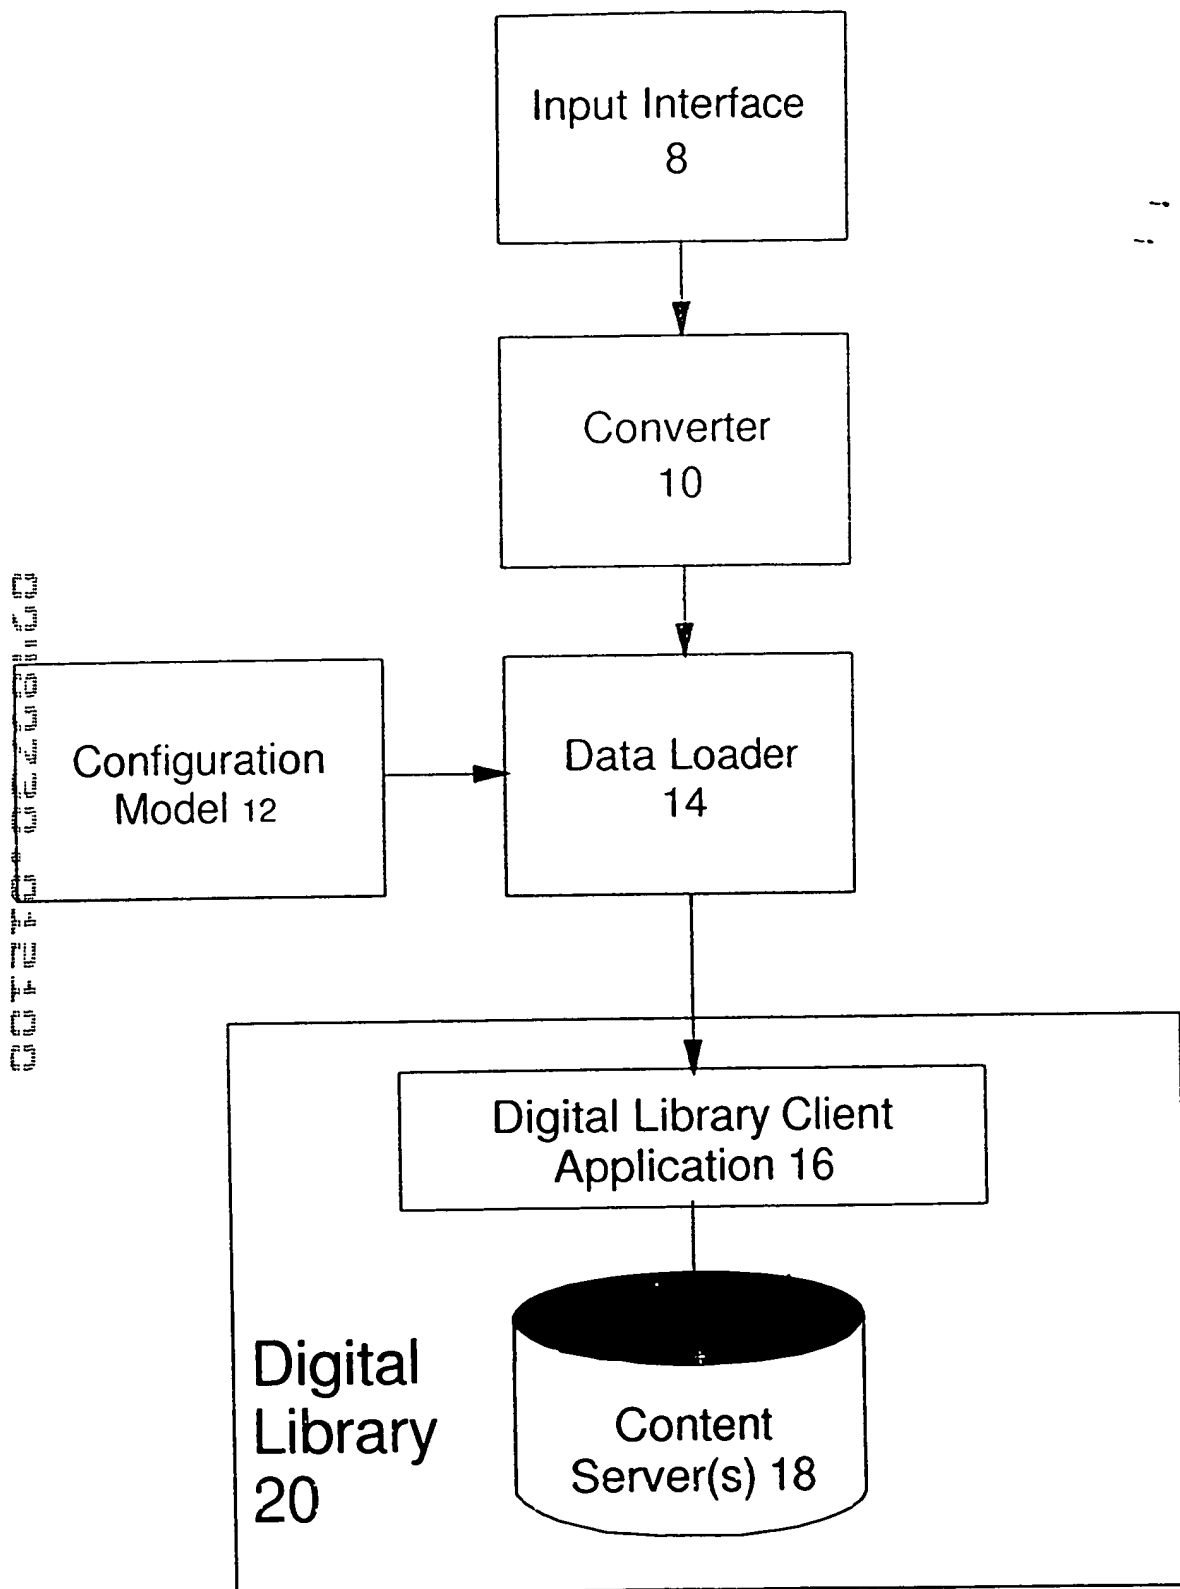 Input Interface
8
Converter
10
Configuration
Model 12
Data Loader
14
Digital Library Client
Application 16
Digital
Library
20
Content
Server(s) 18